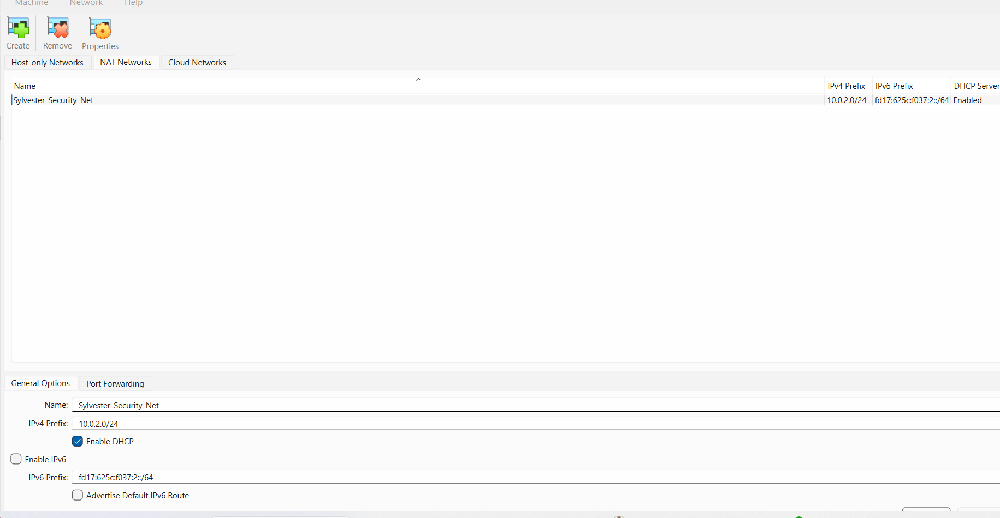 Machine Network Help
Create Remove Properties
Host-only Networks NAT Networks Cloud Networks
Name IPv4 Prefix IPv6 Prefix DHCP Server
Sylvester_Security_Net 10.0.2.0/24 fd17:625c:f037:2::/64 Enabled
General Options Port Forwarding
Name: Sylvester_Security_Net
IPv4 Prefix: 10.0.2.0/24
Enable DHCP
Enable IPv6
IPv6 Prefix: fd17:625c:f037:2::/64
Advertise Default IPv6 Route